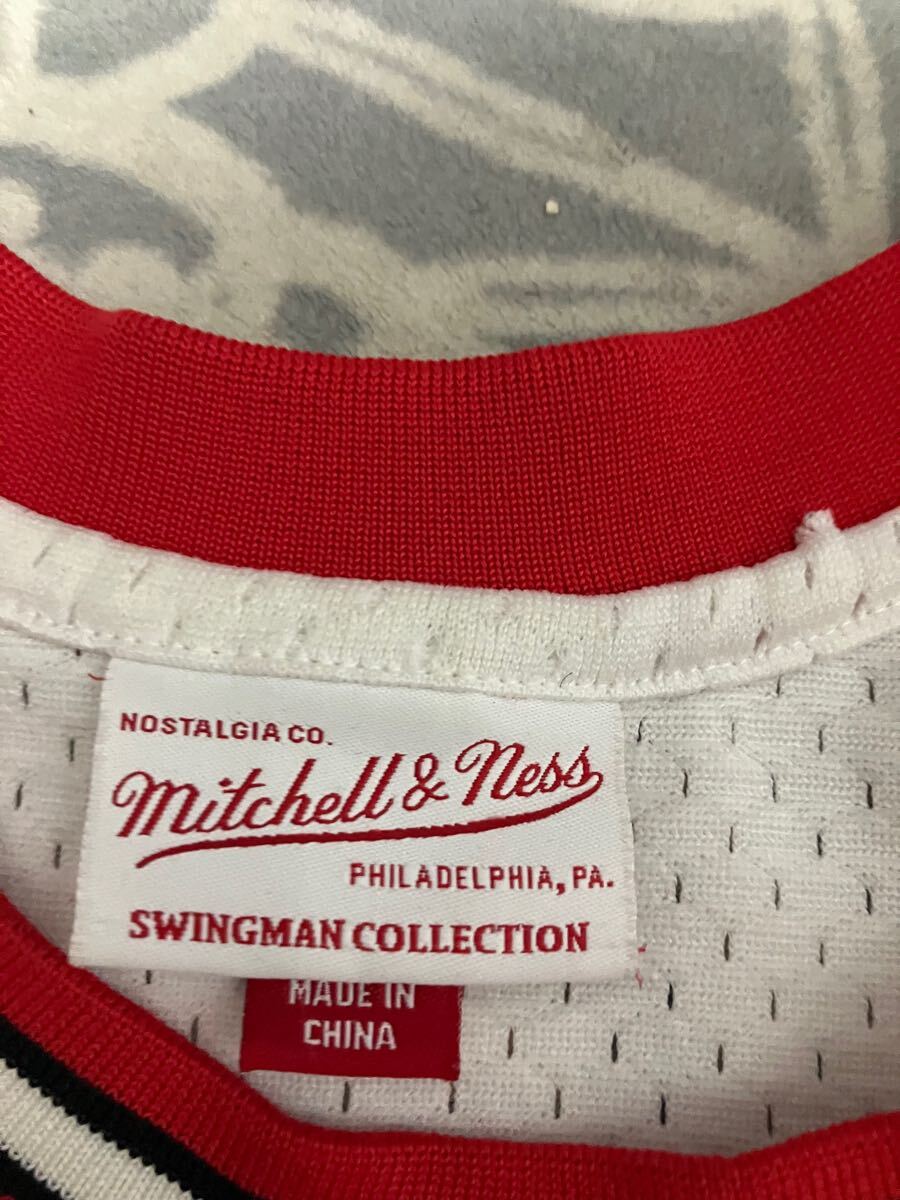 NOSTALGIA CO.
Mitchell & Ness
PHILADELPHIA, PA.
SWINGMAN COLLECTION
MADE IN
CHINA